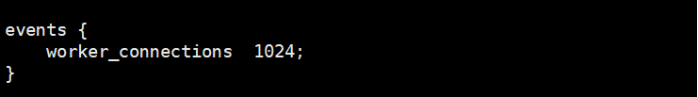 events {
    worker_connections  1024;
}